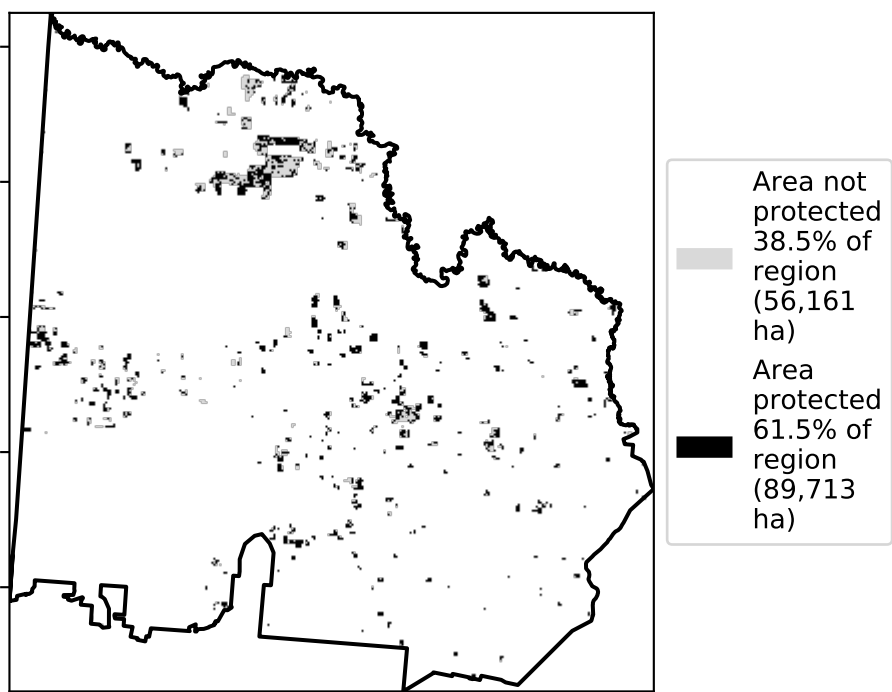 Area not
protected
38.5% of
region
(56,161
ha)
Area
protected
61.5% of
region
(89,713
ha)